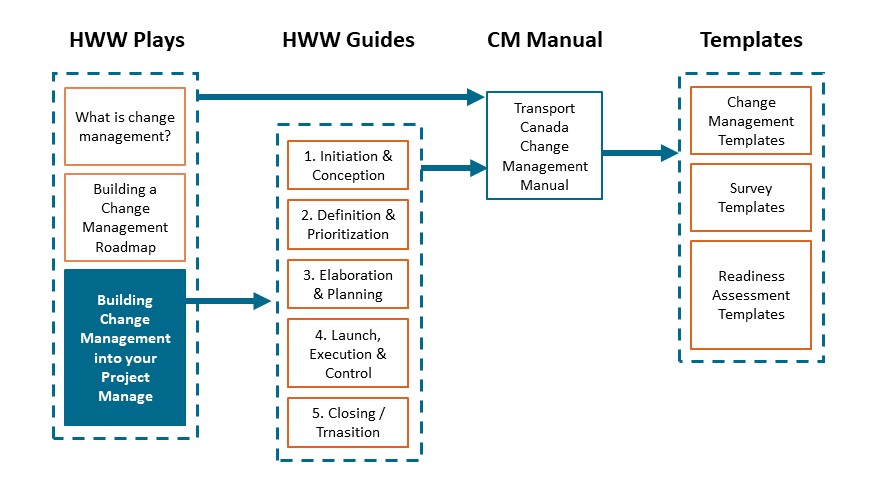 HWW Plays
HWW Guides
CM Manual
Templates
What is change
management?
Building a
Change
Management
Roadmap
Building
Change
Management
into your
Project
Manage
1. Initiation &
Conception
2. Definition &
Prioritization
3. Elaboration
& Planning
4. Launch,
Execution &
Control
5. Closing /
Trnasition
Transport
Canada
Change
Management
Manual
Change
Management
Templates
Survey
Templates
Readiness
Assessment
Templates